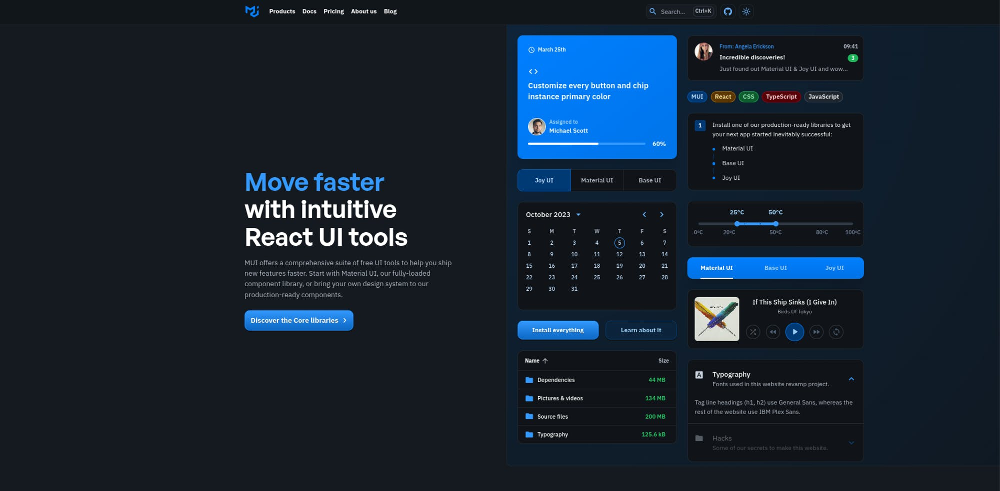 Products Docs Pricing About us Blog
Search... Ctrl+K
Move faster
with intuitive
React UI tools
MUI offers a comprehensive suite of free UI tools to help you ship
new features faster. Start with Material UI, our fully-loaded
component library, or bring your own design system to our
production-ready components.
Discover the Core libraries
March 25th
Customize every button and chip
instance primary color
Assigned to
Michael Scott
60%
Joy UI Material UI Base UI
October 2023
S M T W T F S
1 2 3 4 5 6 7
8 9 10 11 12 13 14
15 16 17 18 19 20 21
22 23 24 25 26 27 28
29 30 31
Install everything Learn about it
Name Size
Dependencies 44 MB
Pictures & videos 134 MB
Source files 200 MB
Typography 125.6 kB
From: Angela Erickson 09:41
Incredible discoveries! 3
Just found out Material UI & Joy UI and wow...
MUI React CSS TypeScript JavaScript
1 Install one of our production-ready libraries to get
your next app started inevitably successful:
Material UI
Base UI
Joy UI
25°C 50°C
0°C 20°C 50°C 80°C 100°C
Material UI Base UI Joy UI
If This Ship Sinks (I Give In)
Birds Of Tokyo
A Typography
Fonts used in this website revamp project.
Tag line headings (h1, h2) use General Sans, whereas the
rest of the website use IBM Plex Sans.
Hacks
Some of our secrets to make this website.